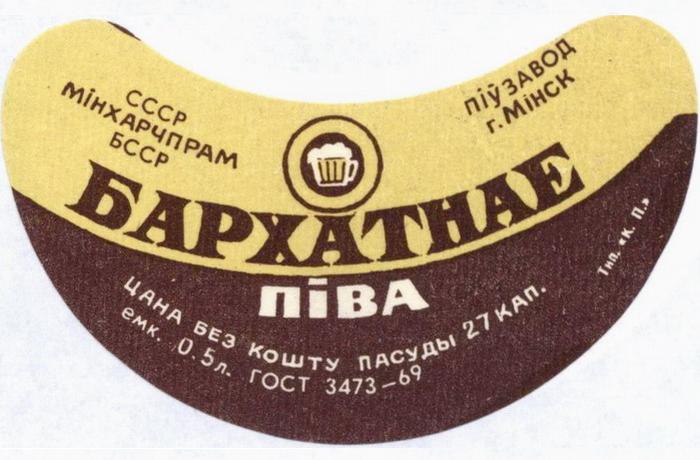 СССР
МІНХАРЧПРАМ
БССР
ПІЎЗАВОД
г. МІНСК
БАРХАТНАЕ
ПІВА
ЦАНА БЕЗ КОШТУ ПАСУДЫ 27 КАП.
емк. 0.5л. ГОСТ 3473—69
Тип. «К. П.»